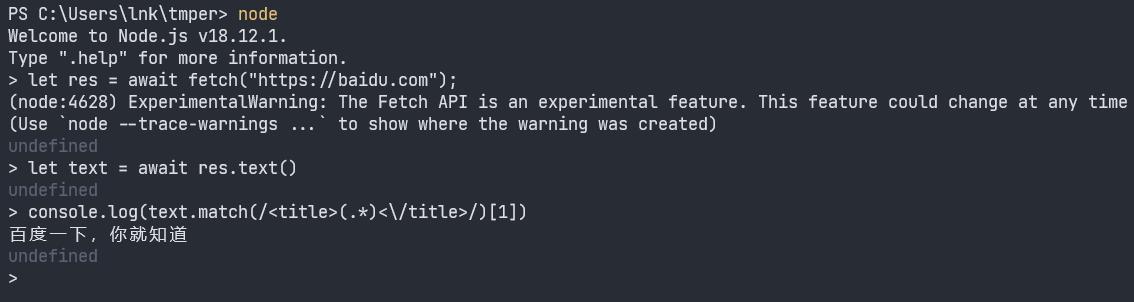 PS C:\Users\lnk\tmper> node
Welcome to Node.js v18.12.1.
Type ".help" for more information.
> let res = await fetch("https://baidu.com");
(node:4628) ExperimentalWarning: The Fetch API is an experimental feature. This feature could change at any time
(Use `node --trace-warnings ...` to show where the warning was created)
undefined
> let text = await res.text()
undefined
> console.log(text.match(/<title>(.*)<\/title>/)[1])
百度一下，你就知道
undefined
>